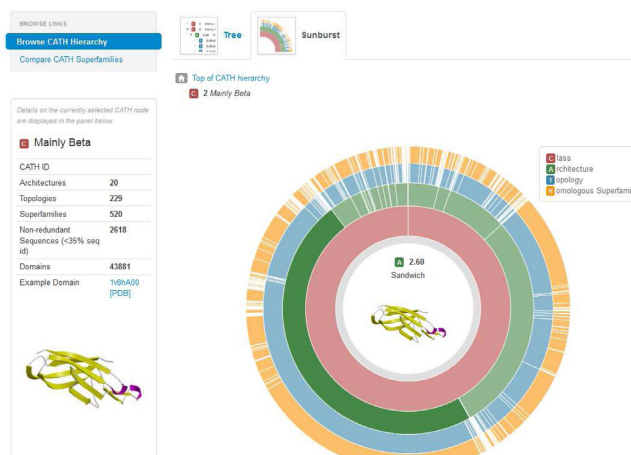 BROWSE LINKS
Browse CATH Hierarchy
Compare CATH Superfamilies
Tree
Sunburst
Top of CATH hierarchy
C 2 Mainly Beta
Details on the currently selected CATH node
are displayed in the panel below.
C Mainly Beta
CATH ID
Architectures 20
Topologies 229
Superfamilies 520
Non-redundant 2618
Sequences (<35% seq
id)
Domains 43881
Example Domain 1v8hA00
[PDB]
C lass
A rchitecture
T opology
H omologous Superfami
A 2.60
Sandwich